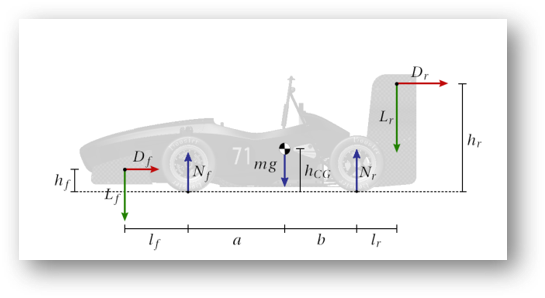 D_r
L_r
h_r
71
D_f
N_f
mg
h_CG
N_r
h_f
L_f
l_f
a
b
l_r